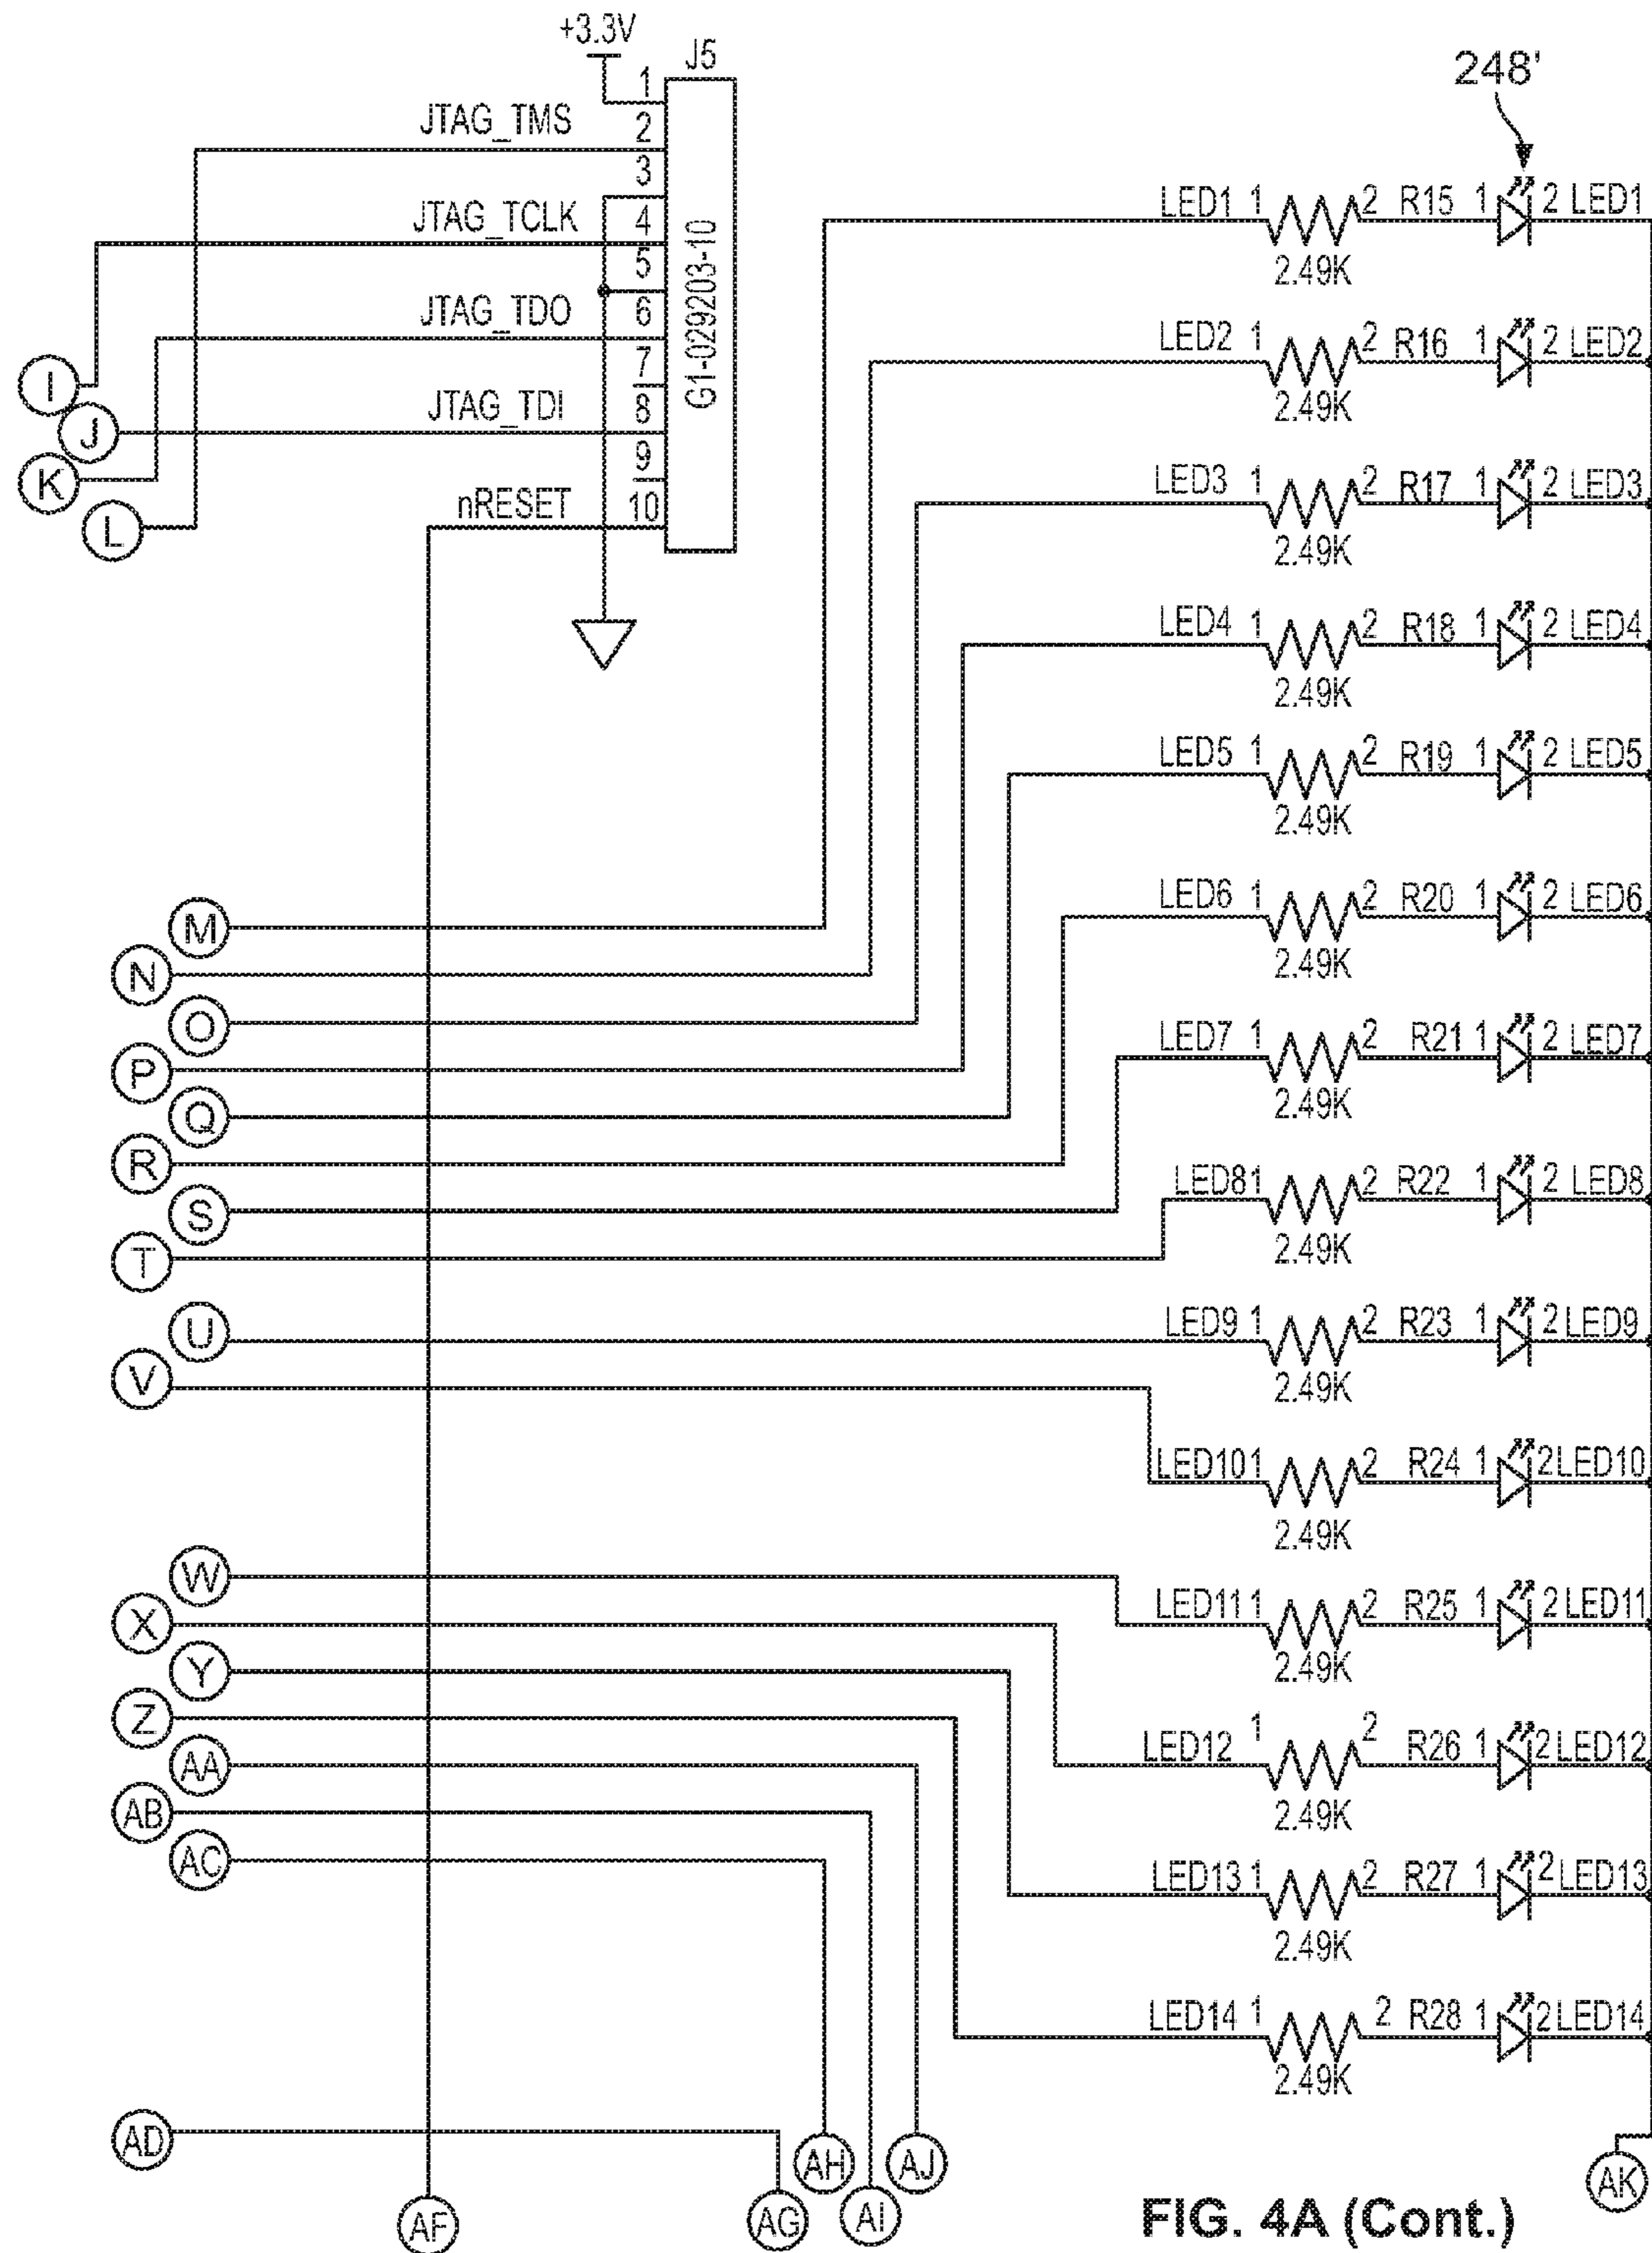 +3.3V
J5
1
JTAG_TMS 2
3
JTAG_TCLK 4
5
JTAG_TDO 6
7
JTAG_TDI 8
9
nRESET 10
G1-029203-10
I
J
K
L
248'
LED1 1 2 R15 1 2 LED1
2.49K
LED2 1 2 R16 1 2 LED2
2.49K
LED3 1 2 R17 1 2 LED3
2.49K
LED4 1 2 R18 1 2 LED4
2.49K
LED5 1 2 R19 1 2 LED5
2.49K
LED6 1 2 R20 1 2 LED6
2.49K
LED7 1 2 R21 1 2 LED7
2.49K
LED8 1 2 R22 1 2 LED8
2.49K
LED9 1 2 R23 1 2 LED9
2.49K
LED10 1 2 R24 1 2 LED10
2.49K
LED11 1 2 R25 1 2 LED11
2.49K
LED12 1 2 R26 1 2 LED12
2.49K
LED13 1 2 R27 1 2 LED13
2.49K
LED14 1 2 R28 1 2 LED14
2.49K
M
N
O
P
Q
R
S
T
U
V
W
X
Y
Z
AA
AB
AC
AD
AF
AG
AH
AI
AJ
AK
FIG. 4A (Cont.)